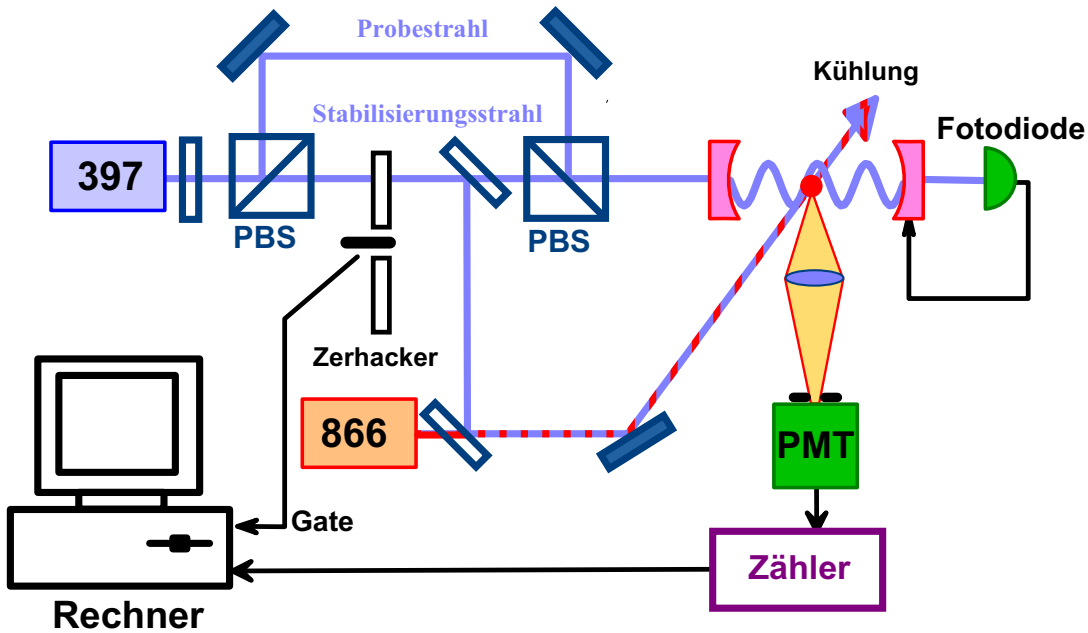 Probestrahl
Kühlung
Stabilisierungsstrahl
Fotodiode
397
PBS
PBS
Zerhacker
866
PMT
Gate
Zähler
Rechner